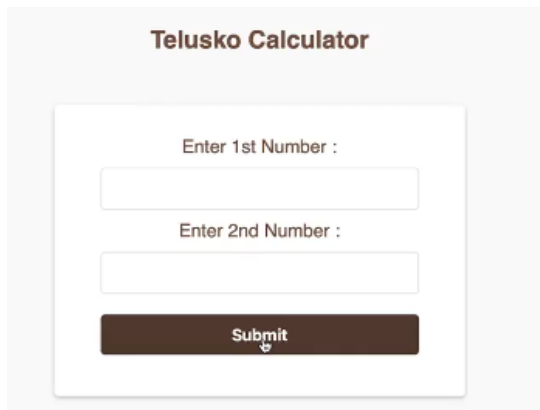 Telusko Calculator
Enter 1st Number :
Enter 2nd Number :
Submit